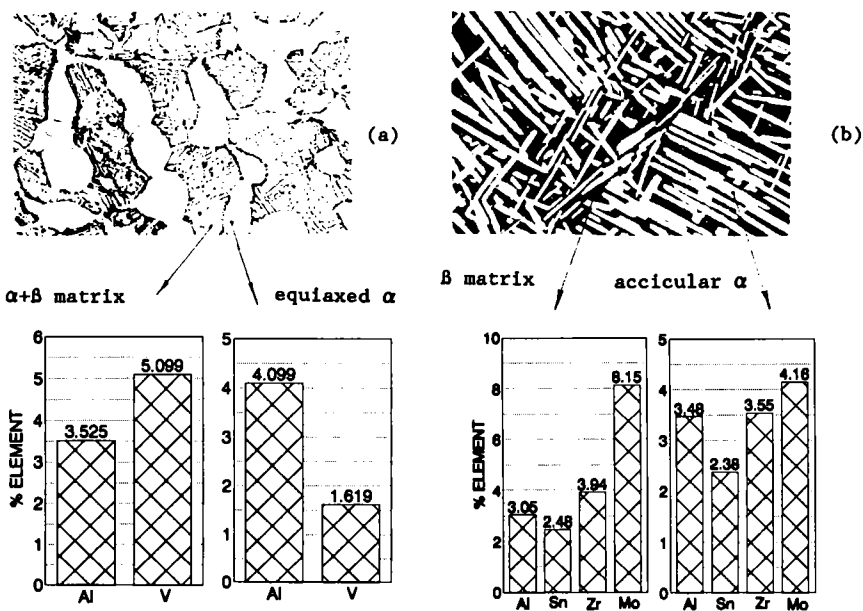 (a)
(b)
α+β matrix
equiaxed α
β matrix
accicular α
% ELEMENT
6
5
4
3
2
1
0
3.525
5.099
Al
V
5
4
3
2
1
0
4.099
1.619
Al
V
% ELEMENT
10
8
6
4
2
0
3.05
2.48
3.94
8.15
Al Sn Zr Mo
5
4
3
2
1
0
3.48
2.38
3.55
4.16
Al Sn Zr Mo